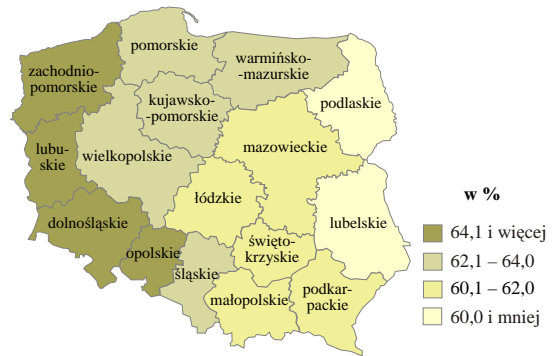 pomorskie
zachodnio-
pomorskie
warmińsko-
-mazurskie
kujawsko-
-pomorskie
podlaskie
lubu-
skie
wielkopolskie
mazowieckie
łódzkie
dolnośląskie
lubelskie
opolskie
śląskie
święto-
krzyskie
małopolskie
podkar-
packie
w %
64,1 i więcej
62,1 – 64,0
60,1 – 62,0
60,0 i mniej